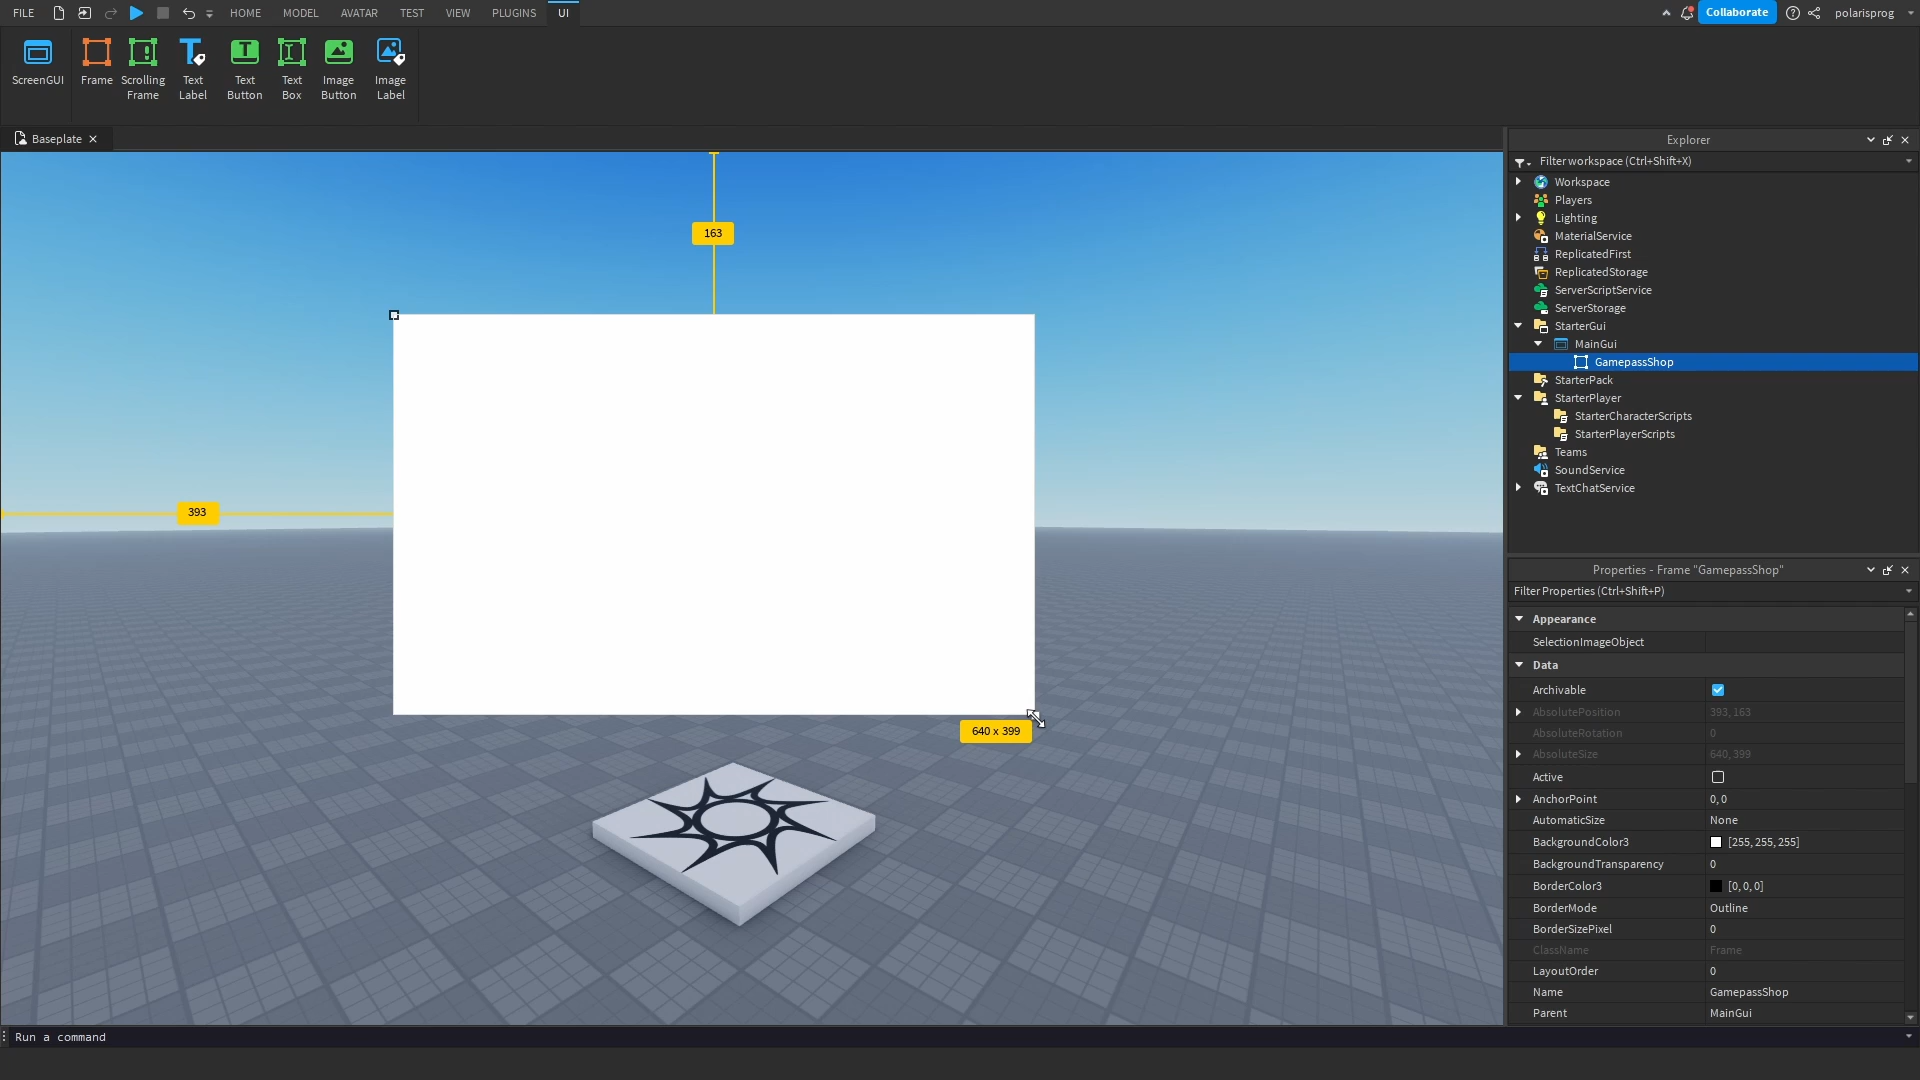 FILE
HOME
MODEL
AVATAR
TEST
VIEW
PLUGINS
UI
Collaborate
polarisprog
ScreenGUI
Frame
Scrolling
Frame
Text
Label
Text
Button
Text
Box
Image
Button
Image
Label
Baseplate
163
393
640 x 399
Explorer
Filter workspace (Ctrl+Shift+X)
Workspace
Players
Lighting
MaterialService
ReplicatedFirst
ReplicatedStorage
ServerScriptService
ServerStorage
StarterGui
MainGui
GamepassShop
StarterPack
StarterPlayer
StarterCharacterScripts
StarterPlayerScripts
Teams
SoundService
TextChatService
Properties - Frame "GamepassShop"
Filter Properties (Ctrl+Shift+P)
Appearance
SelectionImageObject
Data
Archivable
AbsolutePosition 393, 163
AbsoluteRotation 0
AbsoluteSize 640, 399
Active
AnchorPoint 0, 0
AutomaticSize None
BackgroundColor3 [255, 255, 255]
BackgroundTransparency 0
BorderColor3 [0, 0, 0]
BorderMode Outline
BorderSizePixel 0
ClassName Frame
LayoutOrder 0
Name GamepassShop
Parent MainGui
Run a command